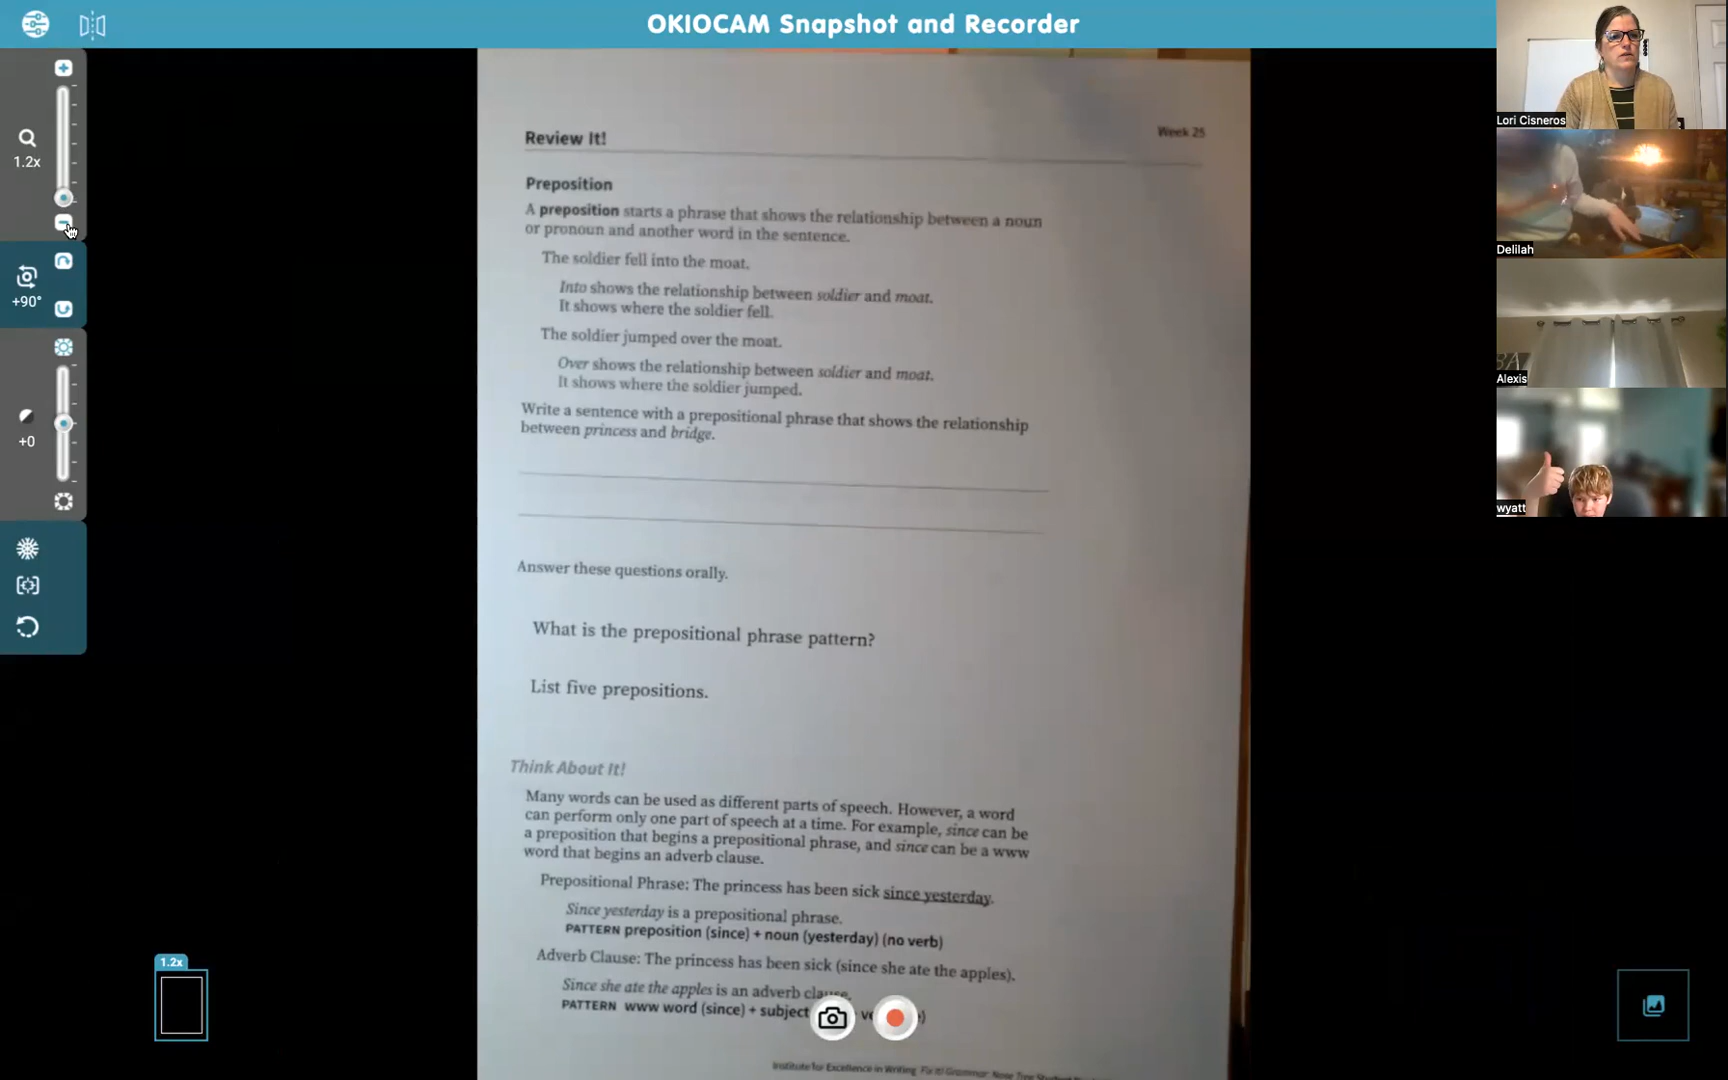 OKIOCAM Snapshot and Recorder
1.2x
+90°
+0
Review It!
Week 25
Preposition
A preposition starts a phrase that shows the relationship between a noun
or pronoun and another word in the sentence.
The soldier fell into the moat.
Into shows the relationship between soldier and moat.
It shows where the soldier fell.
The soldier jumped over the moat.
Over shows the relationship between soldier and moat.
It shows where the soldier jumped.
Write a sentence with a prepositional phrase that shows the relationship
between princess and bridge.
Answer these questions orally.
What is the prepositional phrase pattern?
List five prepositions.
Think About It!
Many words can be used as different parts of speech. However, a word
can perform only one part of speech at a time. For example, since can be
a preposition that begins a prepositional phrase, and since can be a www
word that begins an adverb clause.
Prepositional Phrase: The princess has been sick since yesterday.
Since yesterday is a prepositional phrase.
PATTERN preposition (since) + noun (yesterday) (no verb)
Adverb Clause: The princess has been sick (since she ate the apples).
Since she ate the apples is an adverb clause.
PATTERN www word (since) + subject
Institute for Excellence in Writing Fix It! Grammar: Nose Tree
1.2x
Lori Cisneros
Delilah
Alexis
wyatt